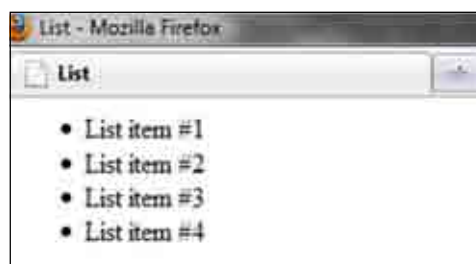 List - Mozilla Firefox
List
• List item #1
• List item #2
• List item #3
• List item #4